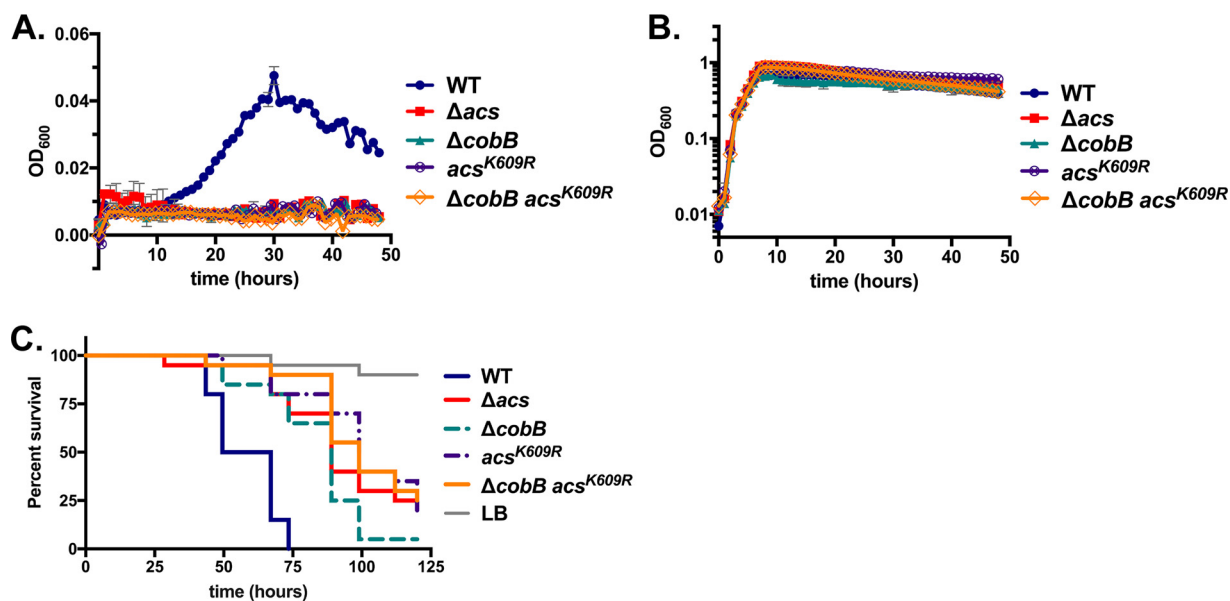 A.
0.06
0.04
0.02
0.00
OD600
10 20 30 40 50
time (hours)
WT
Δacs
ΔcobB
acsK609R
ΔcobB acsK609R
B.
1
0.1
0.01
OD600
0 10 20 30 40 50
time (hours)
WT
Δacs
ΔcobB
acsK609R
ΔcobB acsK609R
C.
100
75
50
25
0
Percent survival
0 25 50 75 100 125
time (hours)
WT
Δacs
ΔcobB
acsK609R
ΔcobB acsK609R
LB